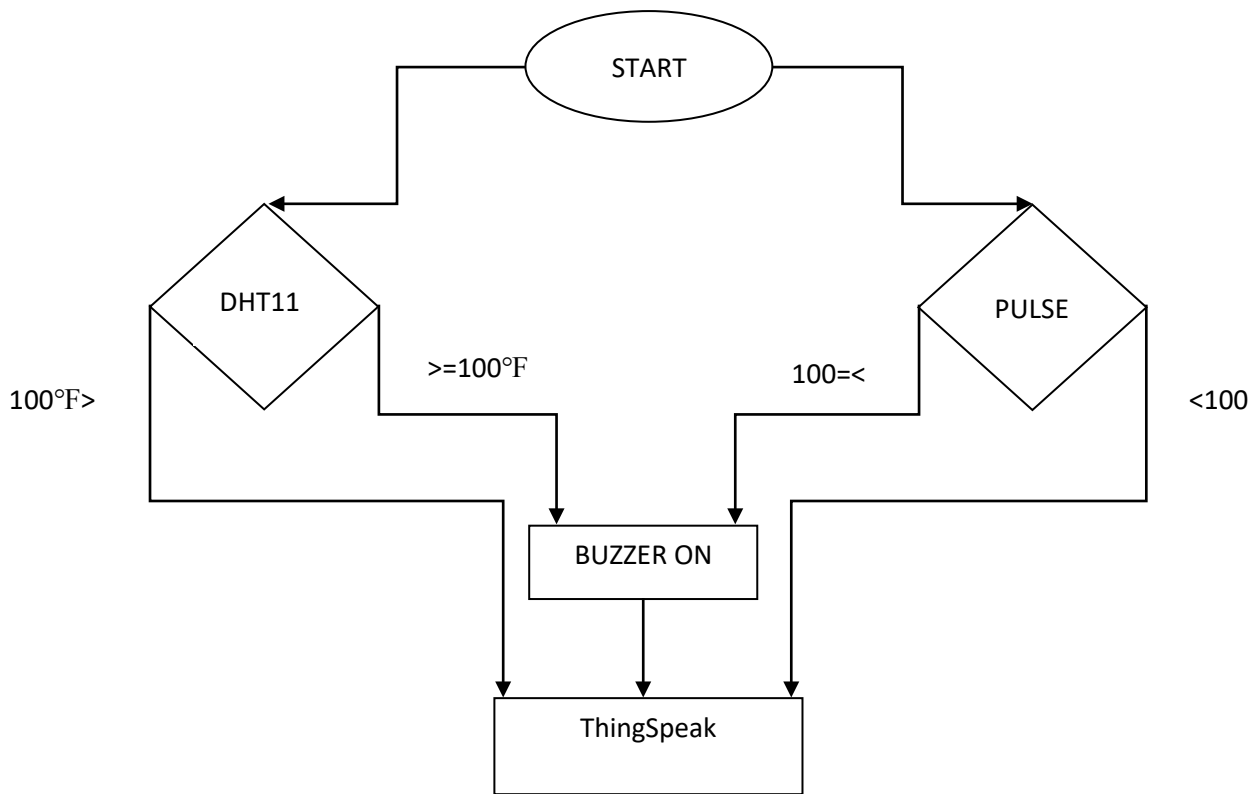 START
DHT11
PULSE
>=100°F
100=<
100°F>
<100
BUZZER ON
ThingSpeak